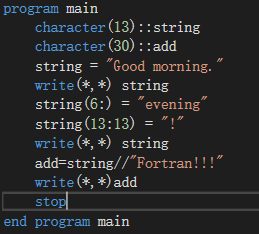 program main
character(13)::string
character(30)::add
string = "Good morning."
write(*,*) string
string(6:) = "evening"
string(13:13) = "!"
write(*,*) string
add=string//"Fortran!!!"
write(*,*)add
stop
end program main